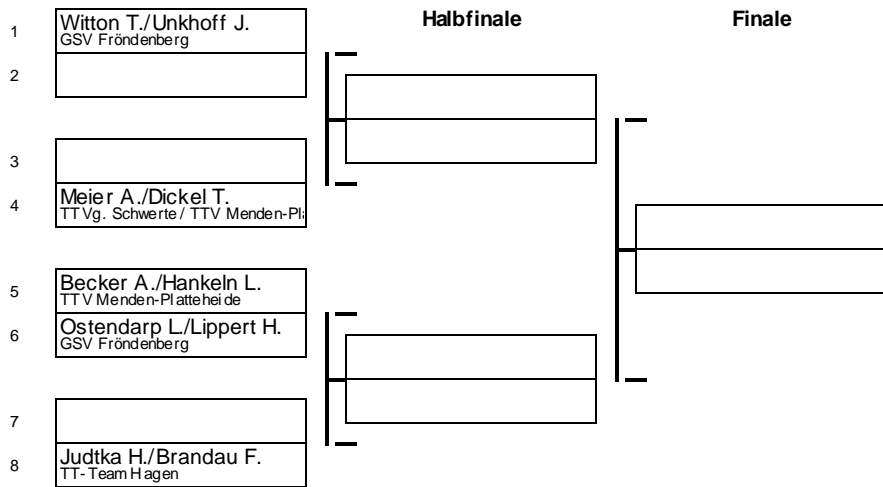 Halbfinale
Finale
1
Witton T./Unkhoff J.
GSV Fröndenberg
2
3
4
Meier A./Dickel T.
TTVg. Schwerte / TTV Menden-Pl
5
Becker A./Hankeln L.
TTV Menden-Platteheide
6
Ostendarp L./Lippert H.
GSV Fröndenberg
7
8
Judtka H./Brandau F.
TT-Team Hagen